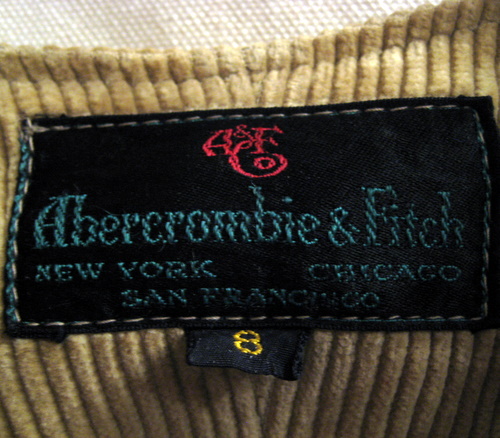 A&F Co
Abercrombie & Fitch
NEW YORK CHICAGO
SAN FRANCISCO
8